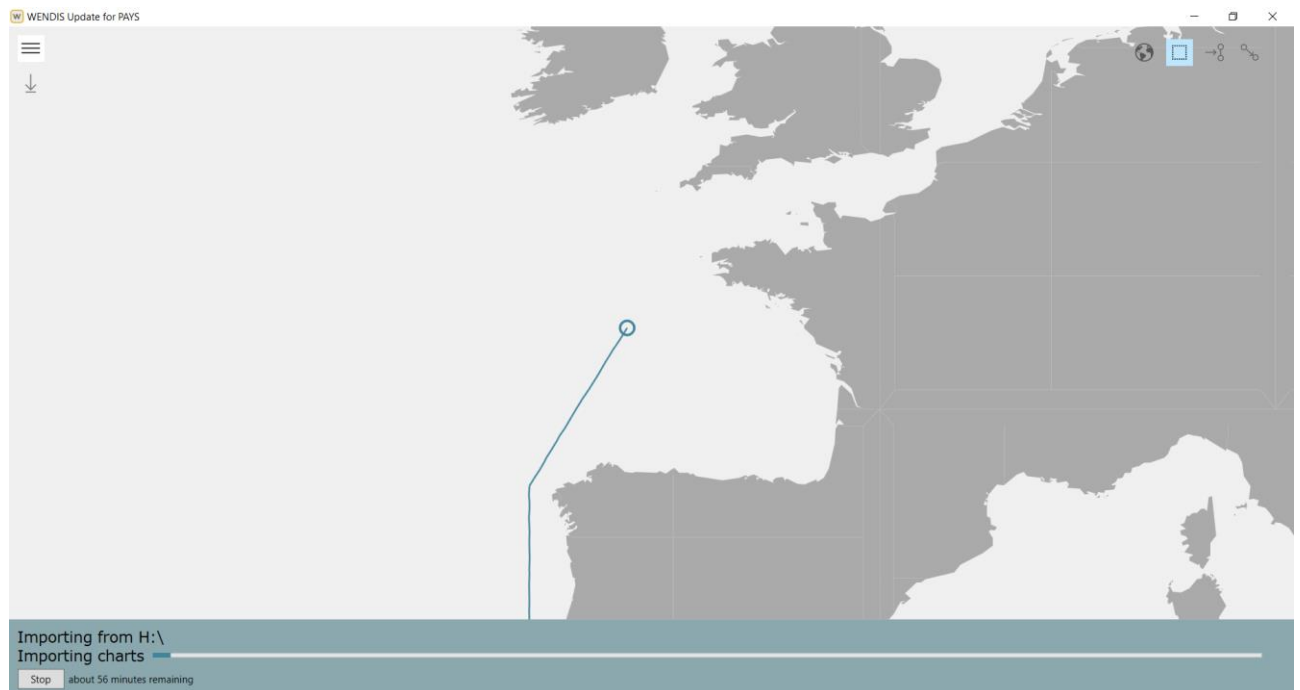 W WENDIS Update for PAYS
Importing from H:\
Importing charts
Stop about 56 minutes remaining